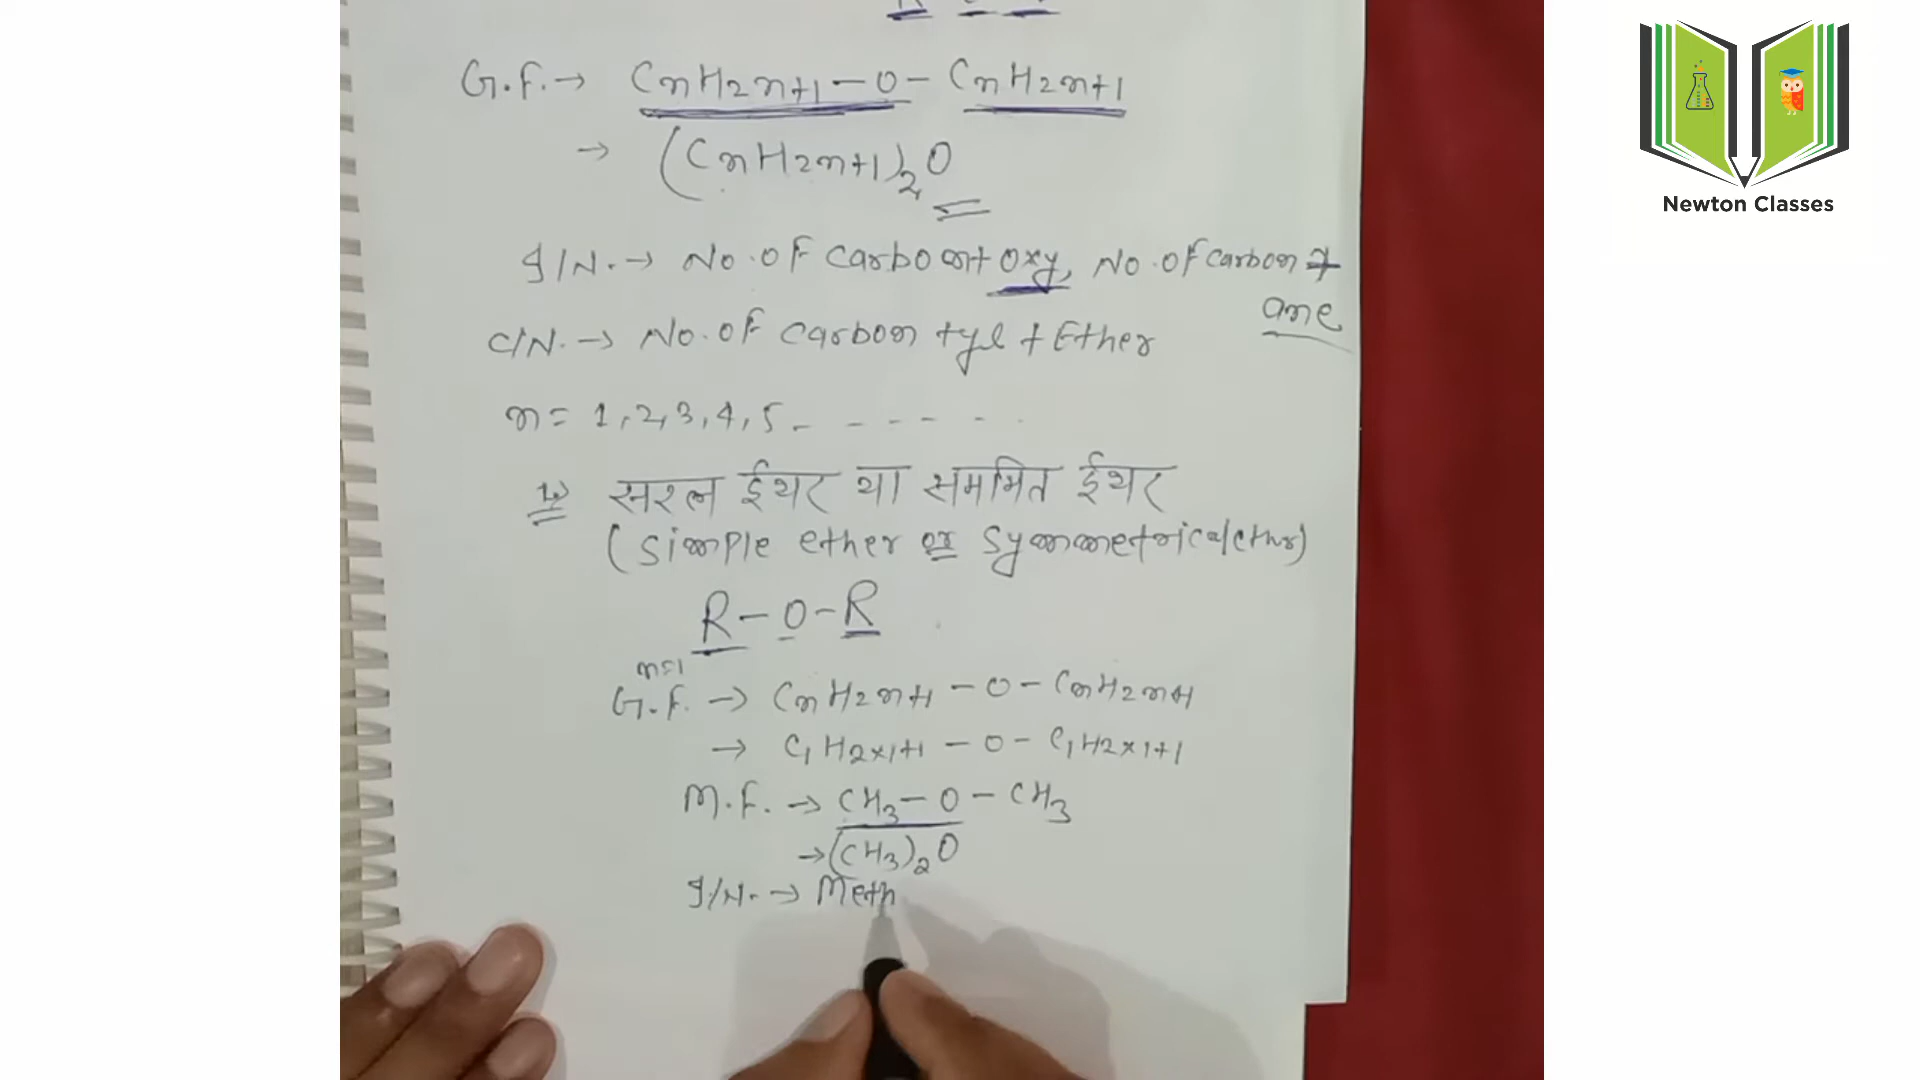 G.F. → CnH2n+1 - O - CnH2n+1
→ (CnH2n+1)2O
I/N. → No. of carbon + oxy, No. of carbon +
ane
C/N. → No. of carbon + yl + Ether
n = 1, 2, 3, 4, 5 - - - - - -
1) सरल ईथर या सममित ईथर
(Simple ether or Symmetrical ether)
R - O - R
n=1
G.F. → CnH2n+1 - O - CnH2n+1
→ C1H2×1+1 - O - C1H2×1+1
M.F. → CH3 - O - CH3
→ (CH3)2O
I/N. → Meth
Newton Classes